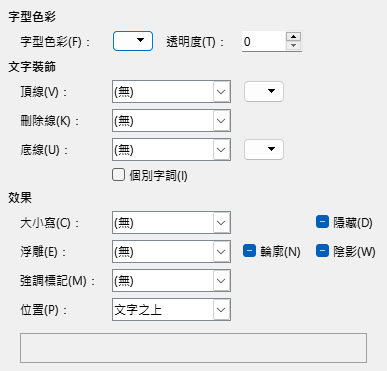 字型色彩
字型色彩(F)： 透明度(T)： 0
文字裝飾
頂線(V)： (無)
刪除線(K)： (無)
底線(U)： (無)
個別字詞(I)
效果
大小寫(C)： (無) 隱藏(D)
浮雕(E)： (無) 輪廓(N) 陰影(W)
強調標記(M)： (無)
位置(P)： 文字之上